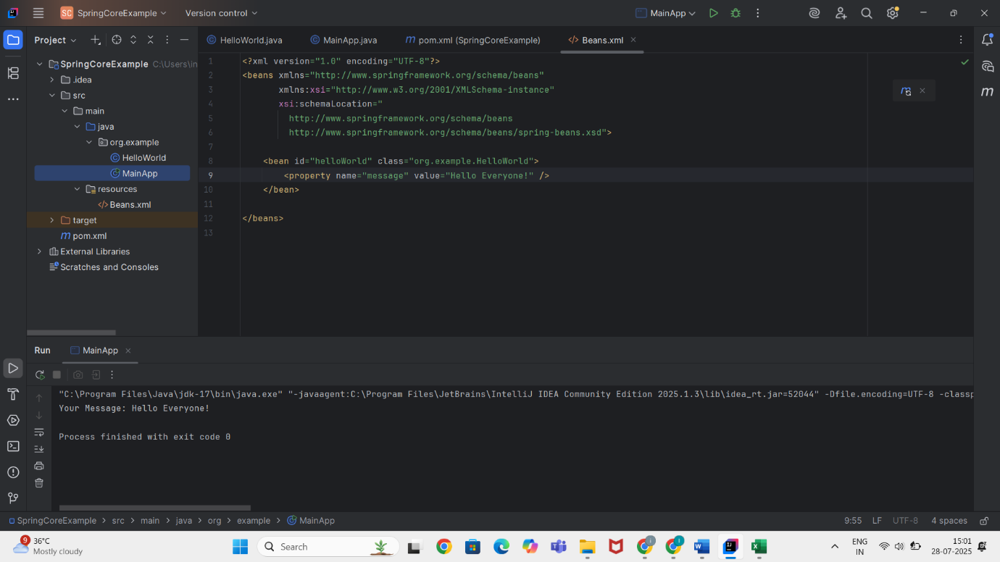 SC SpringCoreExample Version control MainApp
Project
HelloWorld.java MainApp.java pom.xml (SpringCoreExample) Beans.xml
SpringCoreExample C:\Users\in
.idea
src
main
java
org.example
HelloWorld
MainApp
resources
Beans.xml
target
pom.xml
External Libraries
Scratches and Consoles
1 <?xml version="1.0" encoding="UTF-8"?>
2 <beans xmlns="http://www.springframework.org/schema/beans"
3 xmlns:xsi="http://www.w3.org/2001/XMLSchema-instance"
4 xsi:schemaLocation="
5 http://www.springframework.org/schema/beans
6 http://www.springframework.org/schema/beans/spring-beans.xsd">
7
8 <bean id="helloWorld" class="org.example.HelloWorld">
9 <property name="message" value="Hello Everyone!" />
10 </bean>
11
12 </beans>
13
Run MainApp
"C:\Program Files\Java\jdk-17\bin\java.exe" "-javaagent:C:\Program Files\JetBrains\IntelliJ IDEA Community Edition 2025.1.3\lib\idea_rt.jar=52044" -Dfile.encoding=UTF-8 -classp
Your Message: Hello Everyone!
Process finished with exit code 0
SpringCoreExample > src > main > java > org > example > MainApp 9:55 LF UTF-8 4 spaces
9 36°C
Mostly cloudy
Search
ENG
IN
15:01
28-07-2025